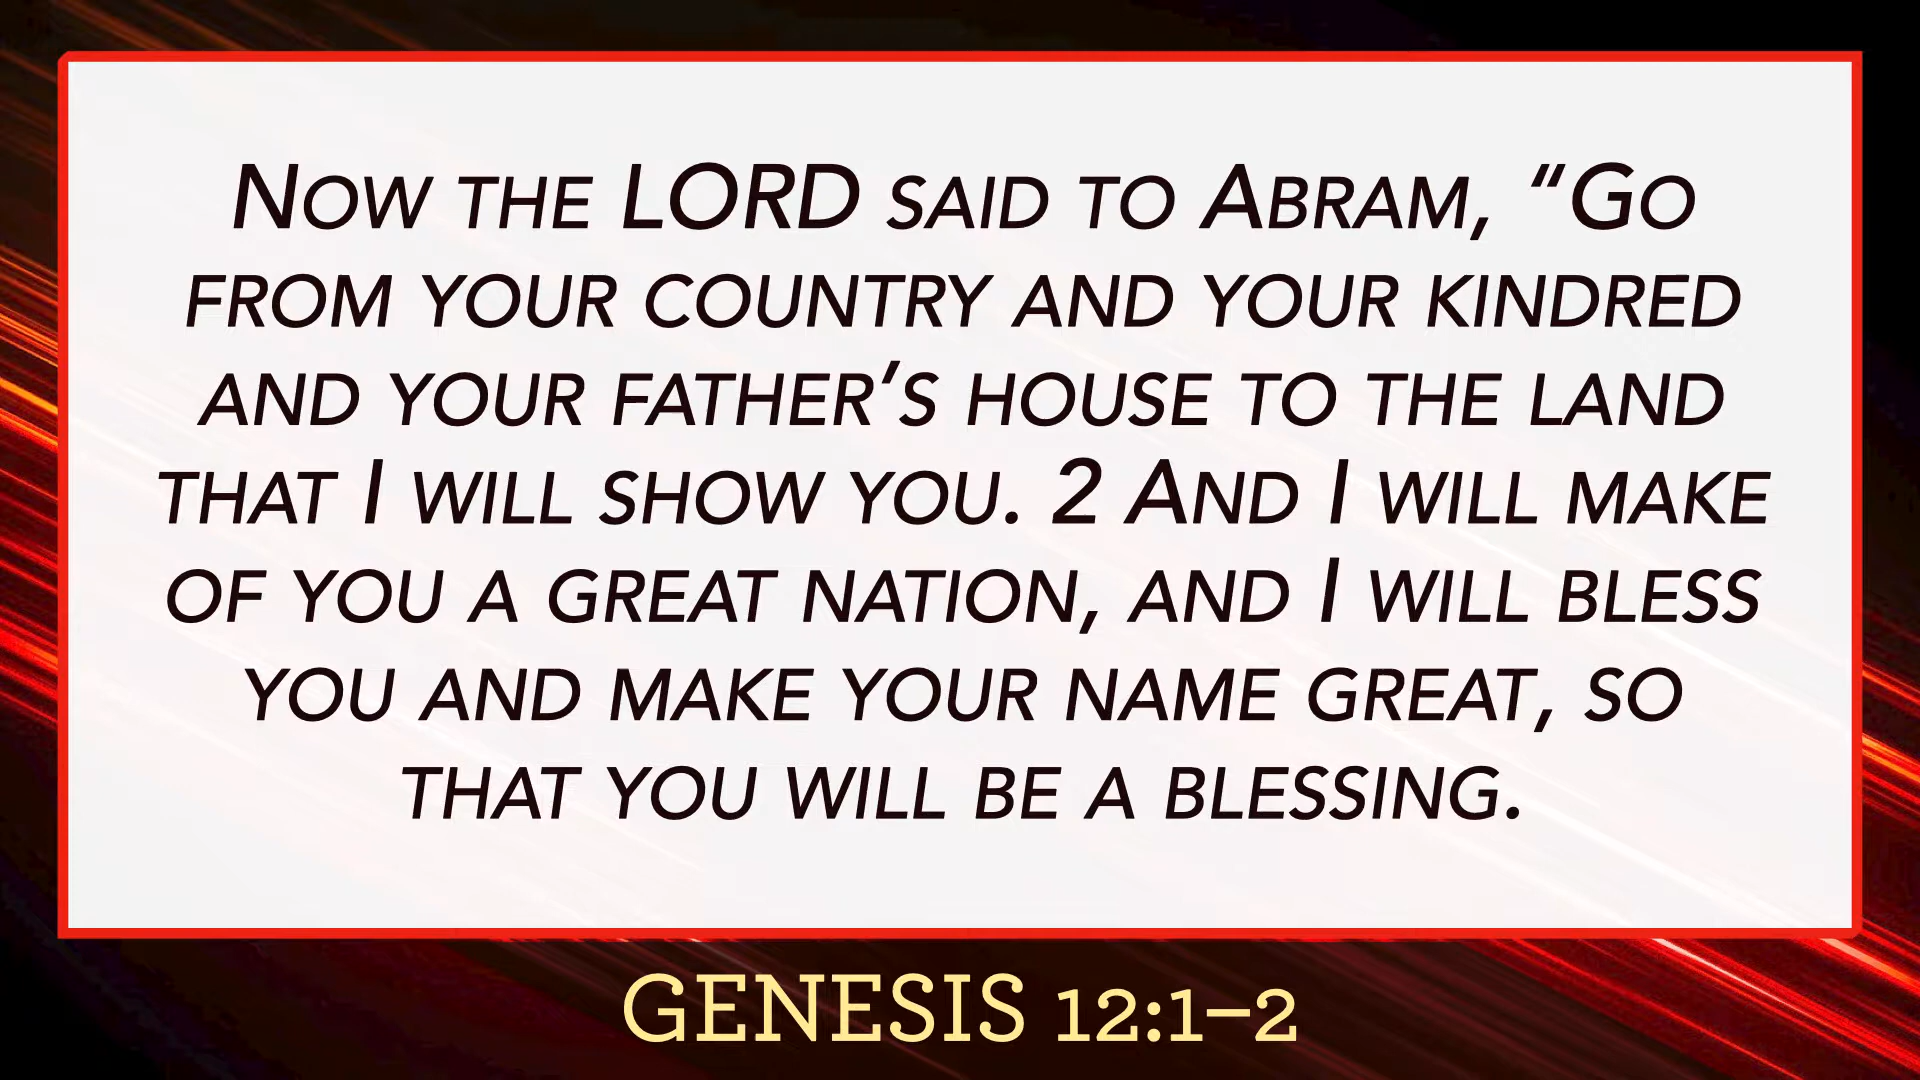 Now the LORD said to Abram, “Go
from your country and your kindred
and your father’s house to the land
that I will show you. 2 And I will make
of you a great nation, and I will bless
you and make your name great, so
that you will be a blessing.
GENESIS 12:1–2